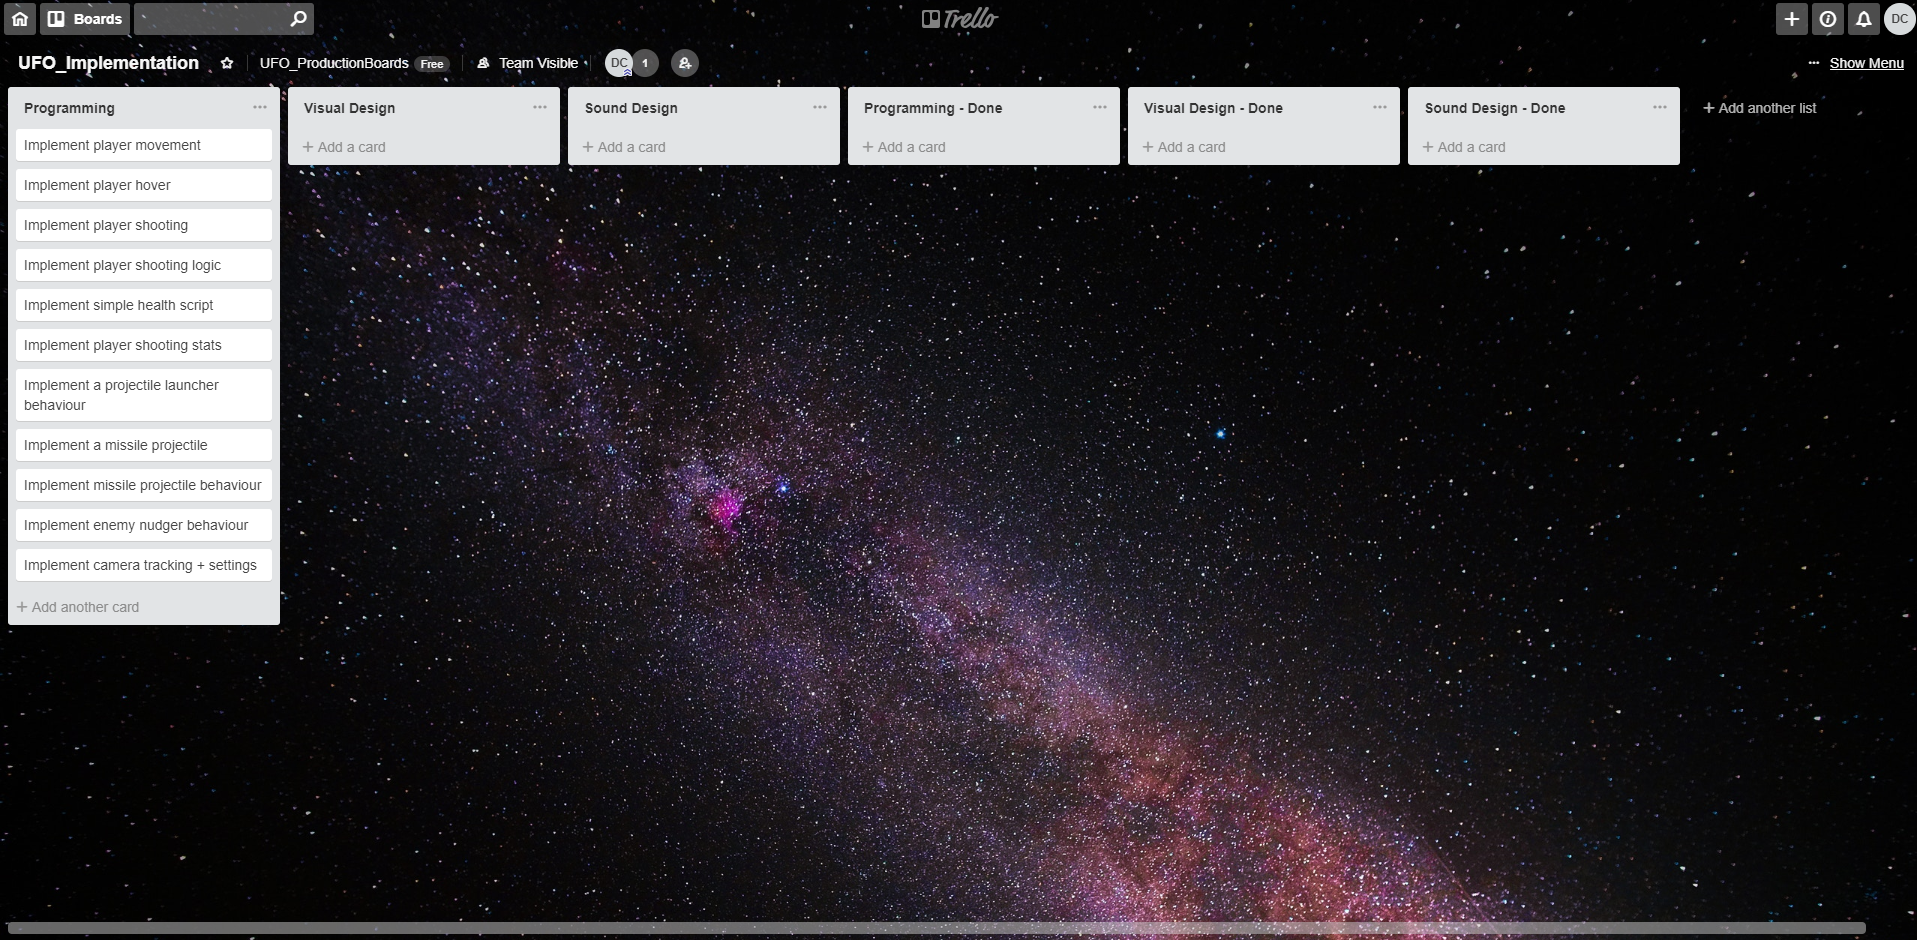 Boards
Trello
DC
UFO_Implementation
UFO_ProductionBoards Free
Team Visible
DC 1
Show Menu
Programming
Implement player movement
Implement player hover
Implement player shooting
Implement player shooting logic
Implement simple health script
Implement player shooting stats
Implement a projectile launcher
behaviour
Implement a missile projectile
Implement missile projectile behaviour
Implement enemy nudger behaviour
Implement camera tracking + settings
+ Add another card
Visual Design
+ Add a card
Sound Design
+ Add a card
Programming - Done
+ Add a card
Visual Design - Done
+ Add a card
Sound Design - Done
+ Add a card
+ Add another list